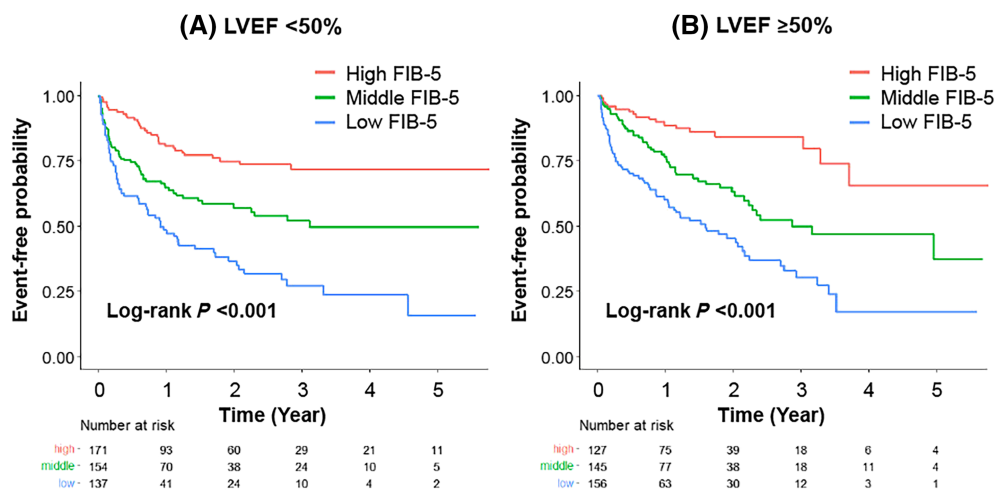 (A) LVEF <50%
High FIB-5
Middle FIB-5
Low FIB-5
Event-free probability
1.00
0.75
0.50
0.25
0.00
Log-rank P <0.001
0 1 2 3 4 5
Time (Year)
Number at risk
high 171 93 60 29 21 11
middle 154 70 38 24 10 5
low 137 41 24 10 4 2
(B) LVEF ≥50%
High FIB-5
Middle FIB-5
Low FIB-5
Event-free probability
1.00
0.75
0.50
0.25
0.00
Log-rank P <0.001
0 1 2 3 4 5
Time (Year)
Number at risk
high 127 75 39 18 6 4
middle 145 77 38 18 11 4
low 156 63 30 12 3 1